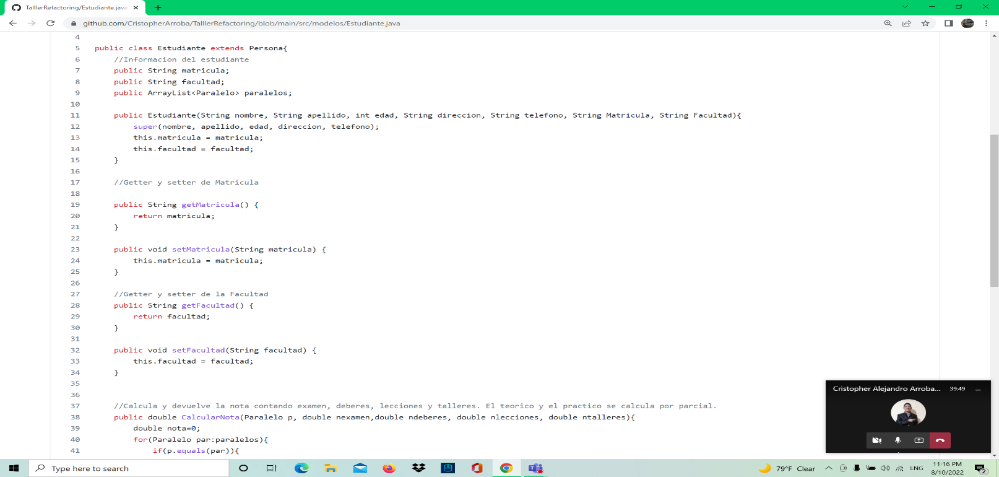 TalllerRefactoring/Estudiante.java
github.com/CristopherArroba/TalllerRefactoring/blob/main/src/modelos/Estudiante.java
4
5 public class Estudiante extends Persona{
6 //Informacion del estudiante
7 public String matricula;
8 public String facultad;
9 public ArrayList<Paralelo> paralelos;
10
11 public Estudiante(String nombre, String apellido, int edad, String direccion, String telefono, String Matricula, String Facultad){
12 super(nombre, apellido, edad, direccion, telefono);
13 this.matricula = matricula;
14 this.facultad = facultad;
15 }
16
17 //Getter y setter de Matricula
18
19 public String getMatricula() {
20 return matricula;
21 }
22
23 public void setMatricula(String matricula) {
24 this.matricula = matricula;
25 }
26
27 //Getter y setter de la Facultad
28 public String getFacultad() {
29 return facultad;
30 }
31
32 public void setFacultad(String facultad) {
33 this.facultad = facultad;
34 }
35
36
37 //Calcula y devuelve la nota contando examen, deberes, lecciones y talleres. El teorico y el practico se calcula por parcial.
38 public double CalcularNota(Paralelo p, double nexamen,double ndeberes, double nlecciones, double ntalleres){
39 double nota=0;
40 for(Paralelo par:paralelos){
41 if(p.equals(par)){
Cristopher Alejandro Arroba... 39:49
Type here to search
79°F Clear
ENG
11:16 PM
8/10/2022
2